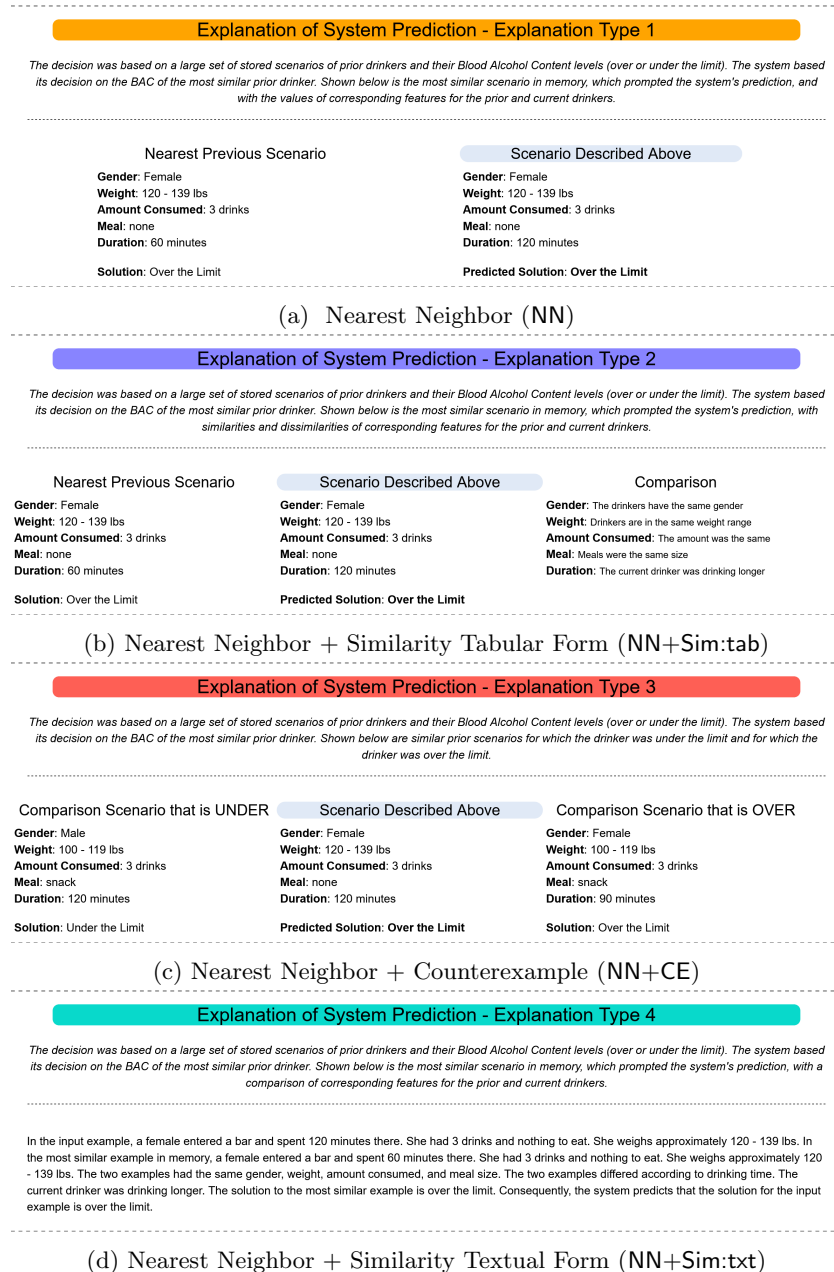 Explanation of System Prediction - Explanation Type 1
The decision was based on a large set of stored scenarios of prior drinkers and their Blood Alcohol Content levels (over or under the limit). The system based
its decision on the BAC of the most similar prior drinker. Shown below is the most similar scenario in memory, which prompted the system's prediction, and
with the values of corresponding features for the prior and current drinkers.
Nearest Previous Scenario
Gender: Female
Weight: 120 - 139 lbs
Amount Consumed: 3 drinks
Meal: none
Duration: 60 minutes
Solution: Over the Limit
Scenario Described Above
Gender: Female
Weight: 120 - 139 lbs
Amount Consumed: 3 drinks
Meal: none
Duration: 120 minutes
Predicted Solution: Over the Limit
(a) Nearest Neighbor (NN)
Explanation of System Prediction - Explanation Type 2
The decision was based on a large set of stored scenarios of prior drinkers and their Blood Alcohol Content levels (over or under the limit). The system based
its decision on the BAC of the most similar prior drinker. Shown below is the most similar scenario in memory, which prompted the system's prediction, with
similarities and dissimilarities of corresponding features for the prior and current drinkers.
Nearest Previous Scenario
Gender: Female
Weight: 120 - 139 lbs
Amount Consumed: 3 drinks
Meal: none
Duration: 60 minutes
Solution: Over the Limit
Scenario Described Above
Gender: Female
Weight: 120 - 139 lbs
Amount Consumed: 3 drinks
Meal: none
Duration: 120 minutes
Predicted Solution: Over the Limit
Comparison
Gender: The drinkers have the same gender
Weight: Drinkers are in the same weight range
Amount Consumed: The amount was the same
Meal: Meals were the same size
Duration: The current drinker was drinking longer
(b) Nearest Neighbor + Similarity Tabular Form (NN+Sim:tab)
Explanation of System Prediction - Explanation Type 3
The decision was based on a large set of stored scenarios of prior drinkers and their Blood Alcohol Content levels (over or under the limit). The system based
its decision on the BAC of the most similar prior drinker. Shown below are similar prior scenarios for which the drinker was under the limit and for which the
drinker was over the limit.
Comparison Scenario that is UNDER
Gender: Male
Weight: 100 - 119 lbs
Amount Consumed: 3 drinks
Meal: snack
Duration: 120 minutes
Solution: Under the Limit
Scenario Described Above
Gender: Female
Weight: 120 - 139 lbs
Amount Consumed: 3 drinks
Meal: none
Duration: 120 minutes
Predicted Solution: Over the Limit
Comparison Scenario that is OVER
Gender: Female
Weight: 100 - 119 lbs
Amount Consumed: 3 drinks
Meal: snack
Duration: 90 minutes
Solution: Over the Limit
(c) Nearest Neighbor + Counterexample (NN+CE)
Explanation of System Prediction - Explanation Type 4
The decision was based on a large set of stored scenarios of prior drinkers and their Blood Alcohol Content levels (over or under the limit). The system based
its decision on the BAC of the most similar prior drinker. Shown below is the most similar scenario in memory, which prompted the system's prediction, with a
comparison of corresponding features for the prior and current drinkers.
In the input example, a female entered a bar and spent 120 minutes there. She had 3 drinks and nothing to eat. She weighs approximately 120 - 139 lbs. In
the most similar example in memory, a female entered a bar and spent 60 minutes there. She had 3 drinks and nothing to eat. She weighs approximately 120
- 139 lbs. The two examples had the same gender, weight, amount consumed, and meal size. The two examples differed according to drinking time. The
current drinker was drinking longer. The solution to the most similar example is over the limit. Consequently, the system predicts that the solution for the input
example is over the limit.
(d) Nearest Neighbor + Similarity Textual Form (NN+Sim:txt)